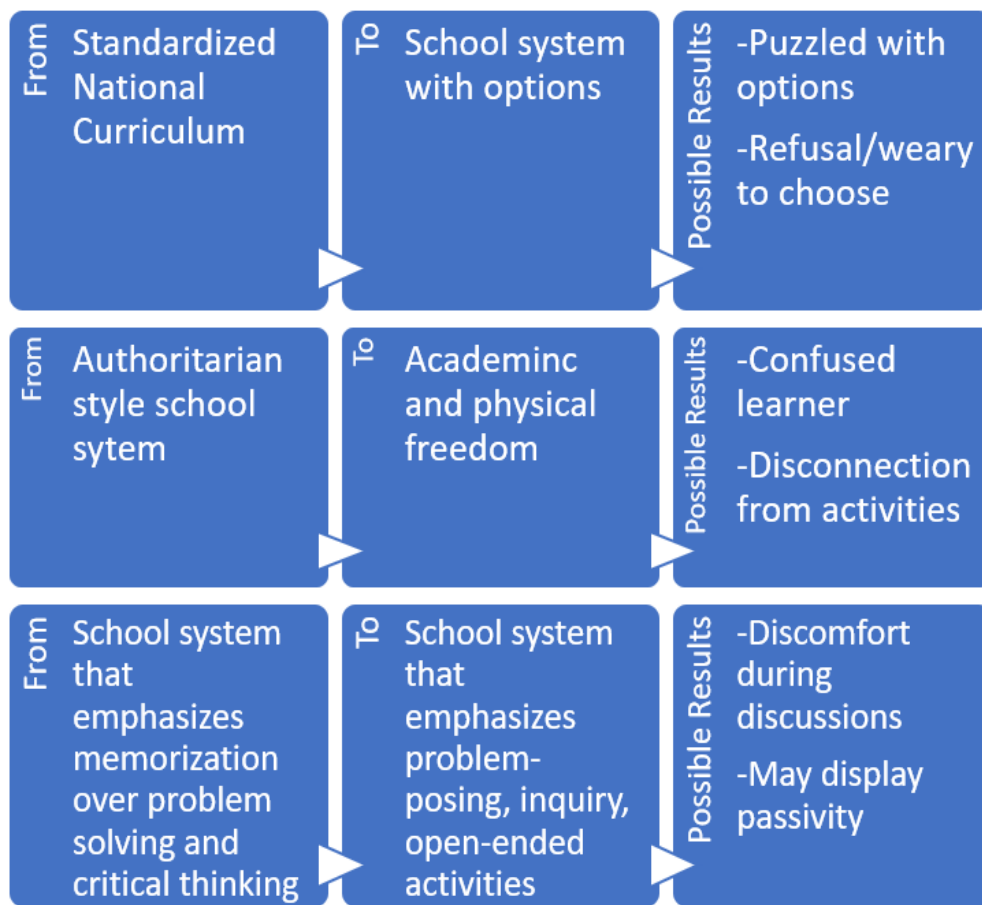 From
Standardized
National
Curriculum
To
School system
with options
Possible Results
-Puzzled with
options
-Refusal/weary
to choose
From
Authoritarian
style school
sytem
To
Academinc
and physical
freedom
Possible Results
-Confused
learner
-Disconnection
from activities
From
School system
that
emphasizes
memorization
over problem
solving and
critical thinking
To
School system
that
emphasizes
problem-
posing, inquiry,
open-ended
activities
Possible Results
-Discomfort
during
discussions
-May display
passivity